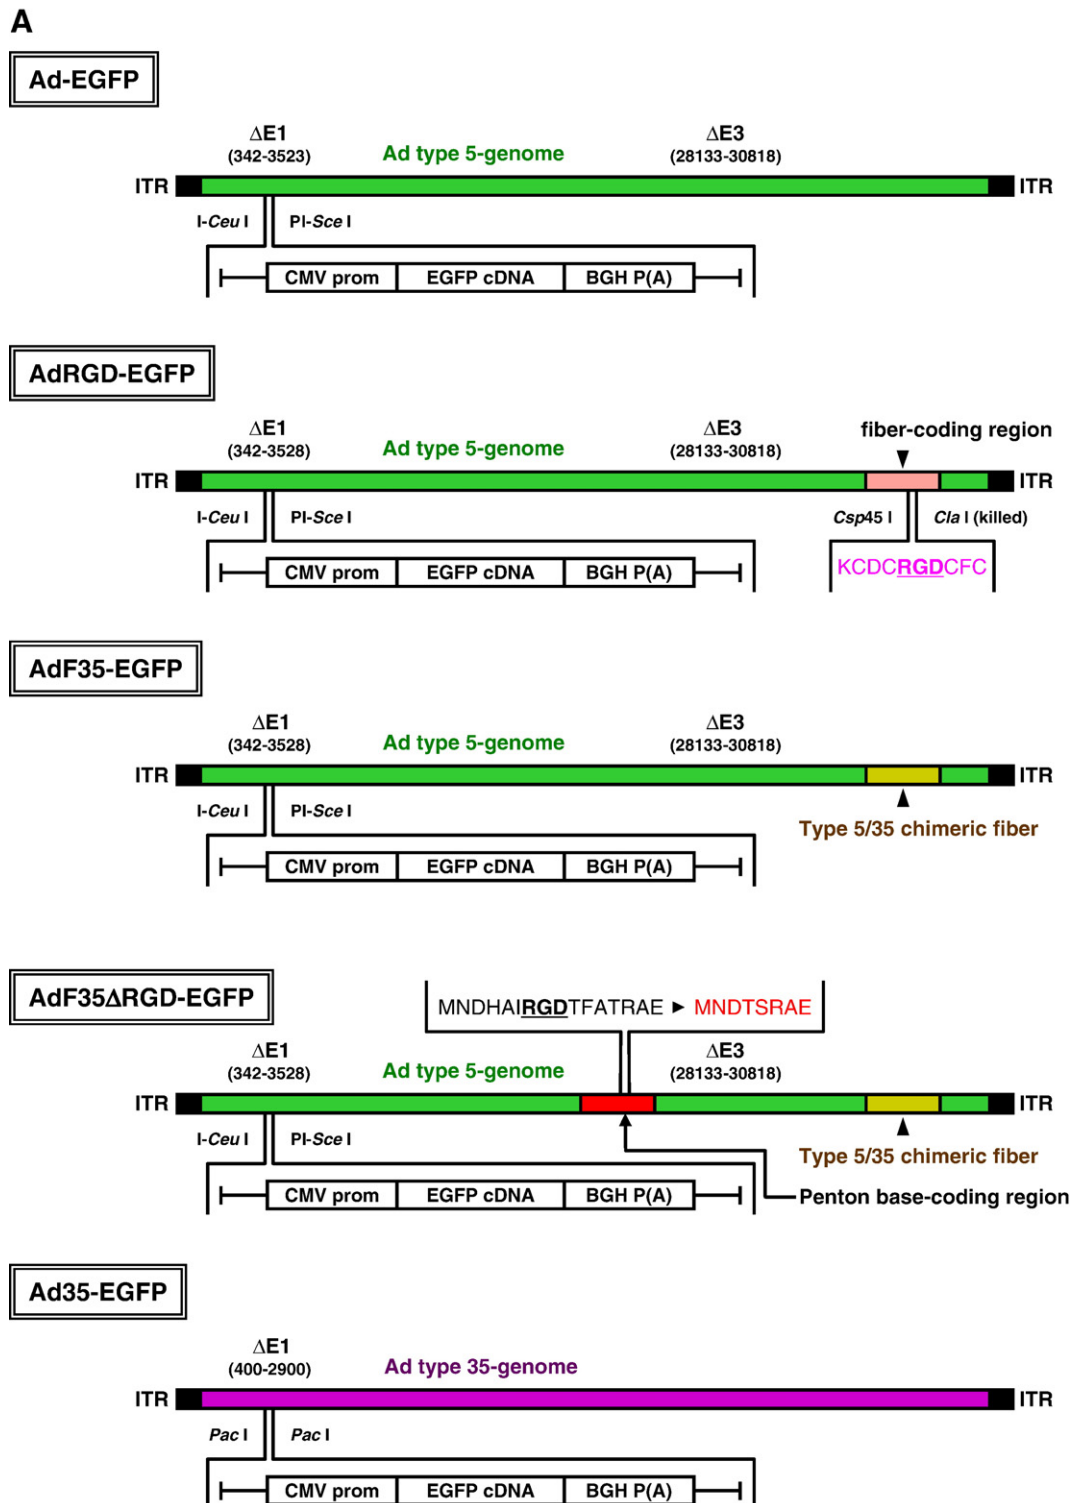 A
Ad-EGFP
ΔE1 ΔE3
(342-3523) Ad type 5-genome (28133-30818)
ITR ITR
I-Ceu I PI-Sce I
CMV prom EGFP cDNA BGH P(A)
AdRGD-EGFP
ΔE1 ΔE3 fiber-coding region
(342-3528) Ad type 5-genome (28133-30818)
ITR ITR
I-Ceu I PI-Sce I Csp45 I Cla I (killed)
CMV prom EGFP cDNA BGH P(A) KCDCRGDCFC
AdF35-EGFP
ΔE1 ΔE3
(342-3528) Ad type 5-genome (28133-30818)
ITR ITR
I-Ceu I PI-Sce I Type 5/35 chimeric fiber
CMV prom EGFP cDNA BGH P(A)
AdF35ΔRGD-EGFP
MNDHAIRGDTFATRAE ► MNDTSRAE
ΔE1 ΔE3
(342-3528) Ad type 5-genome (28133-30818)
ITR ITR
I-Ceu I PI-Sce I Type 5/35 chimeric fiber
CMV prom EGFP cDNA BGH P(A) Penton base-coding region
Ad35-EGFP
ΔE1
(400-2900) Ad type 35-genome
ITR ITR
Pac I Pac I
CMV prom EGFP cDNA BGH P(A)